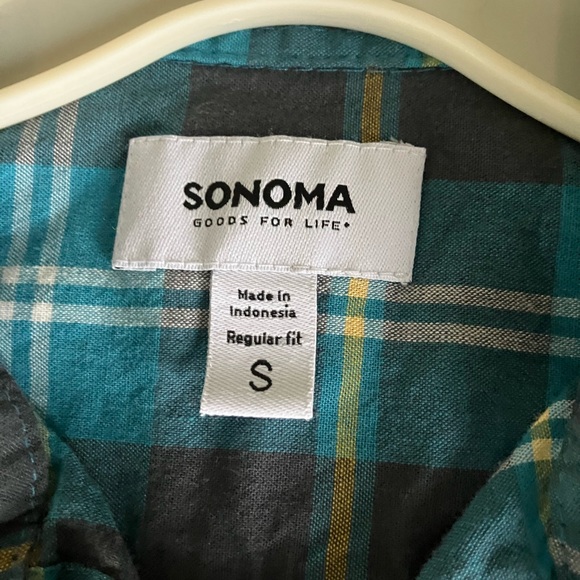 SONOMA
GOODS FOR LIFE
Made in
Indonesia
Regular fit
S